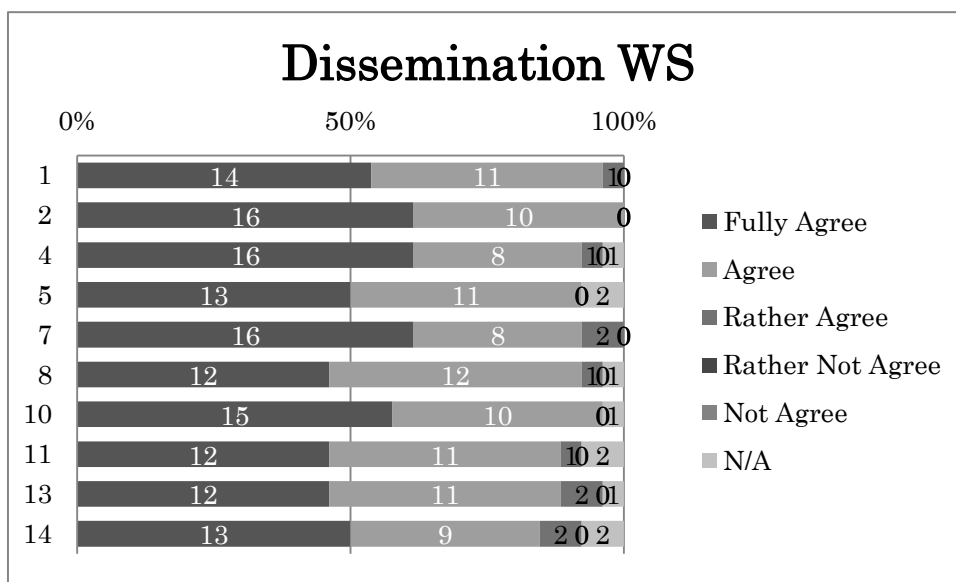 Dissemination WS
0% 50% 100%
1 14 11 1 0
2 16 10 0
4 16 8 1 0 1
5 13 11 0 2
7 16 8 2 0
8 12 12 1 0 1
10 15 10 0 1
11 12 11 1 0 2
13 12 11 2 0 1
14 13 9 2 0 2
Fully Agree
Agree
Rather Agree
Rather Not Agree
Not Agree
N/A